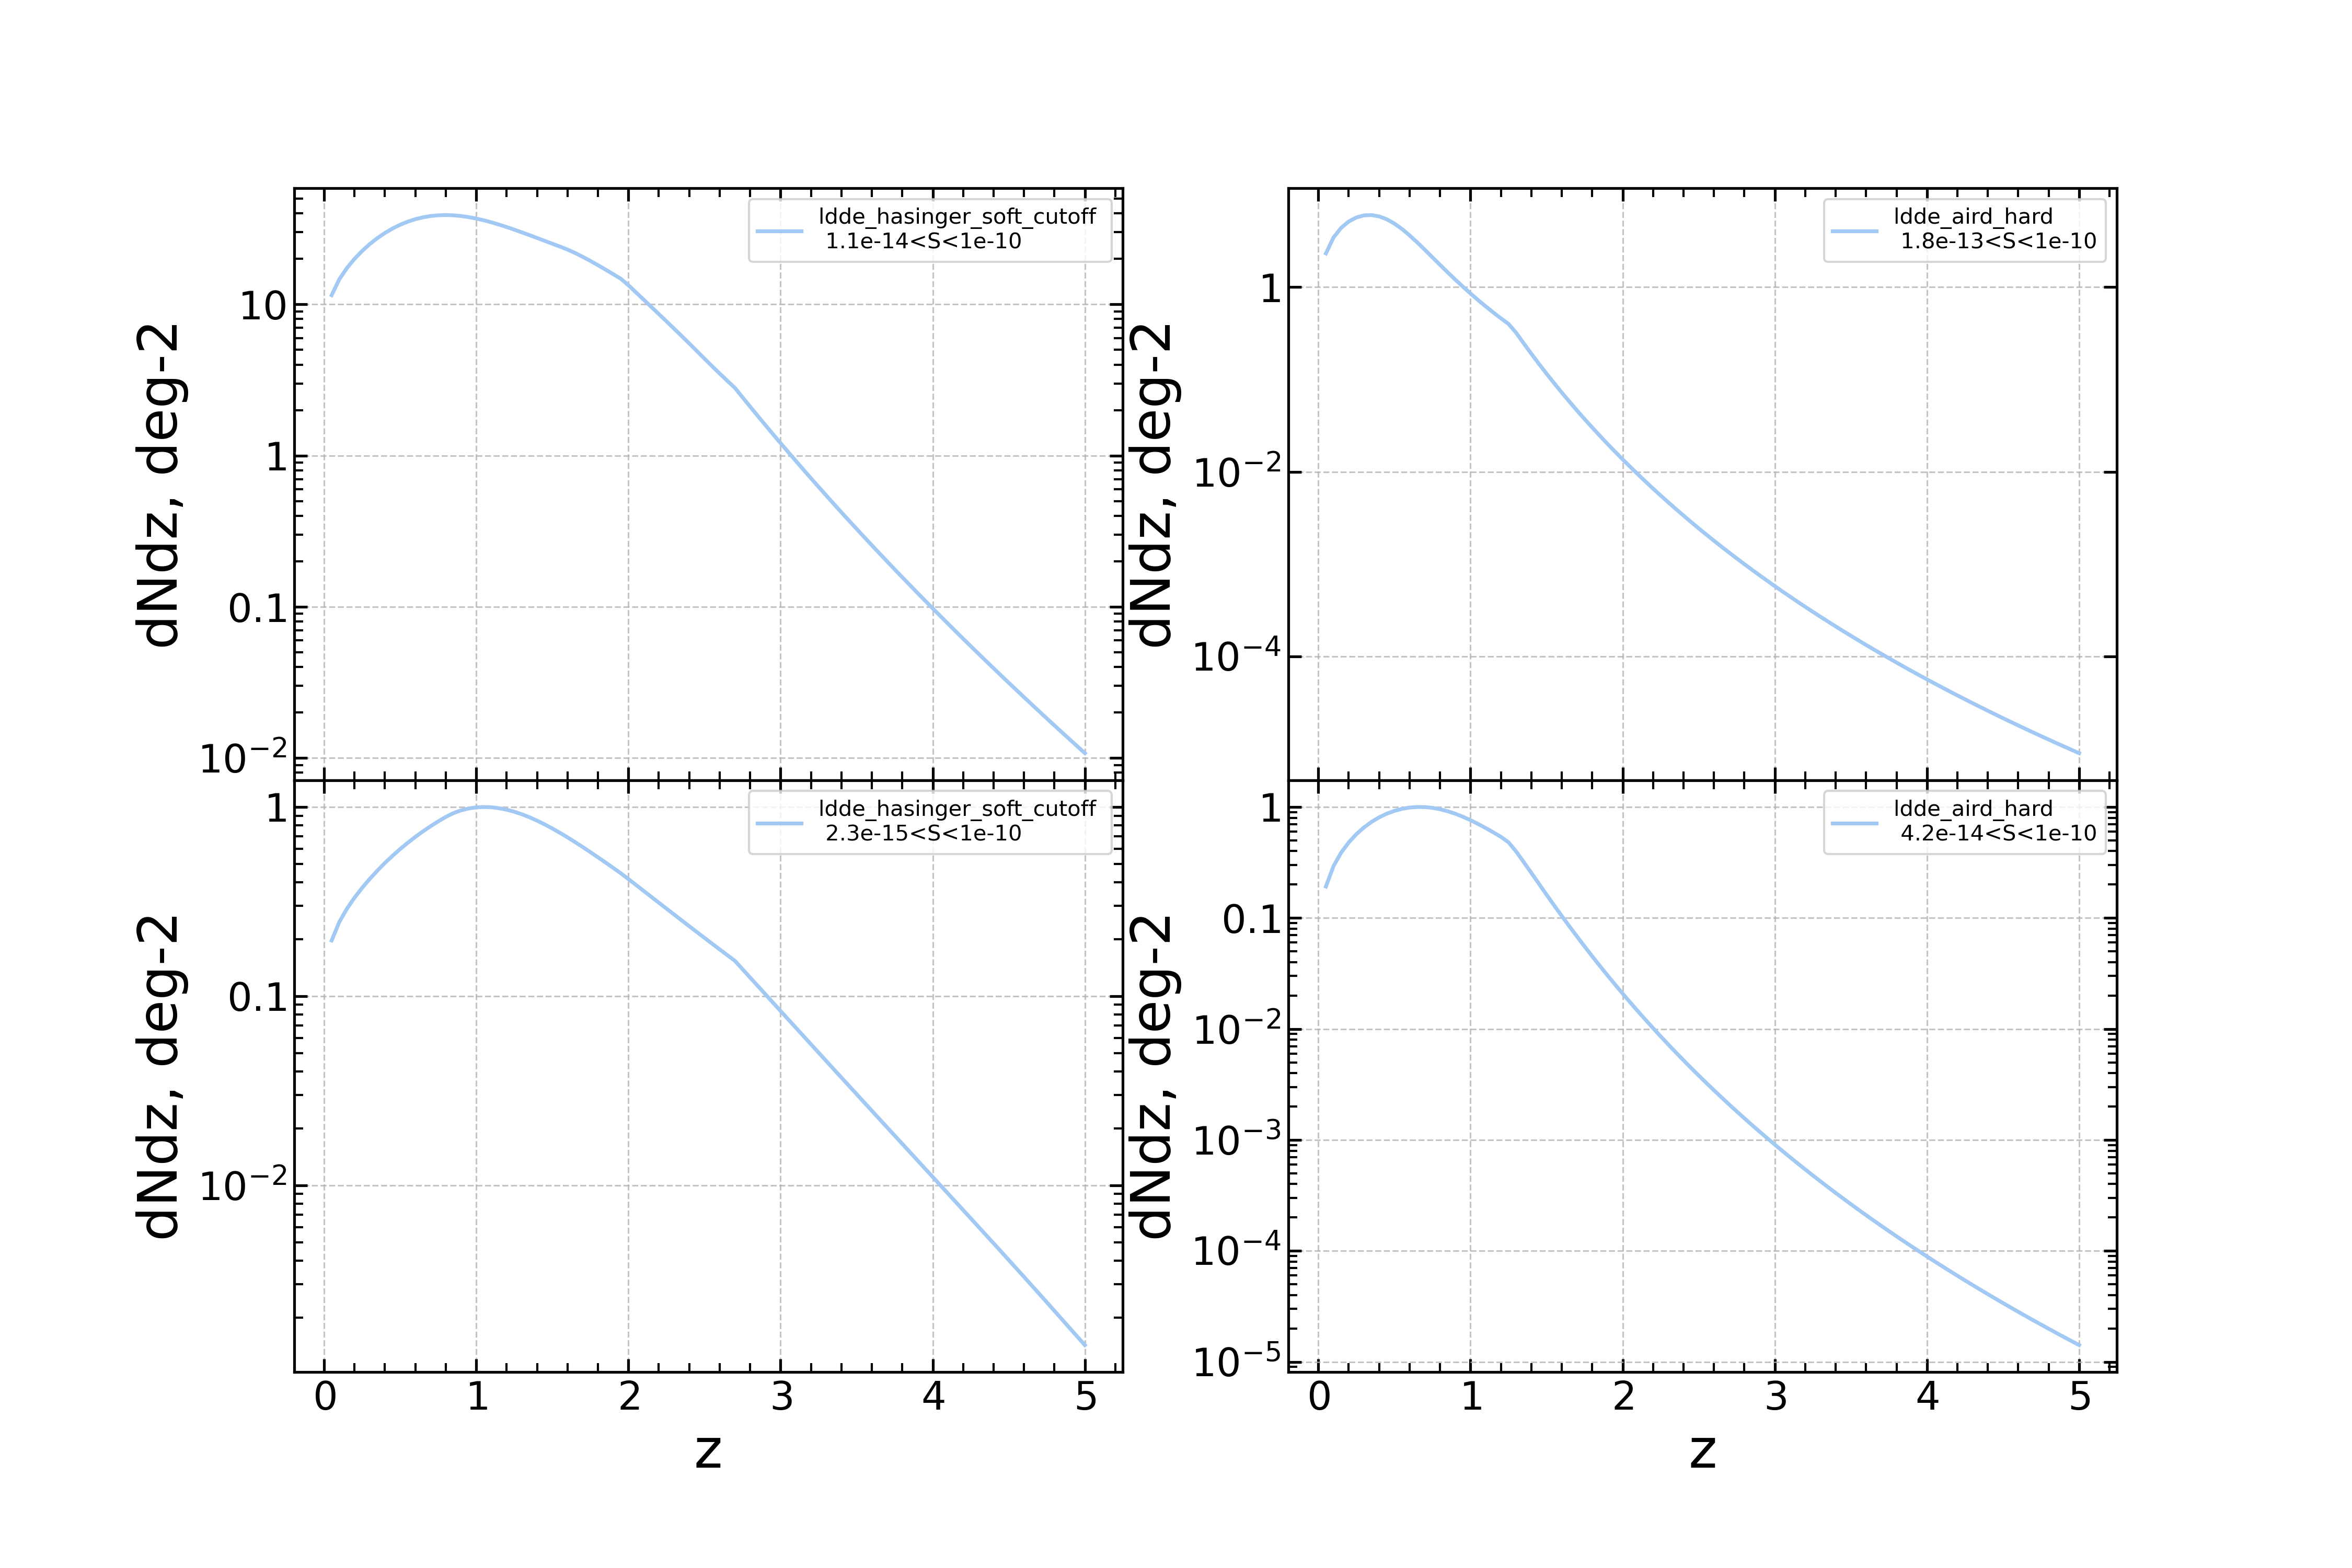 dNdz, deg-2
10
1
0.1
10−2
ldde_hasinger_soft_cutoff
1.1e-14<S<1e-10
dNdz, deg-2
1
10−2
10−4
ldde_aird_hard
1.8e-13<S<1e-10
dNdz, deg-2
1
0.1
10−2
ldde_hasinger_soft_cutoff
2.3e-15<S<1e-10
0 1 2 3 4 5
z
dNdz, deg-2
1
0.1
10−2
10−3
10−4
10−5
ldde_aird_hard
4.2e-14<S<1e-10
0 1 2 3 4 5
z